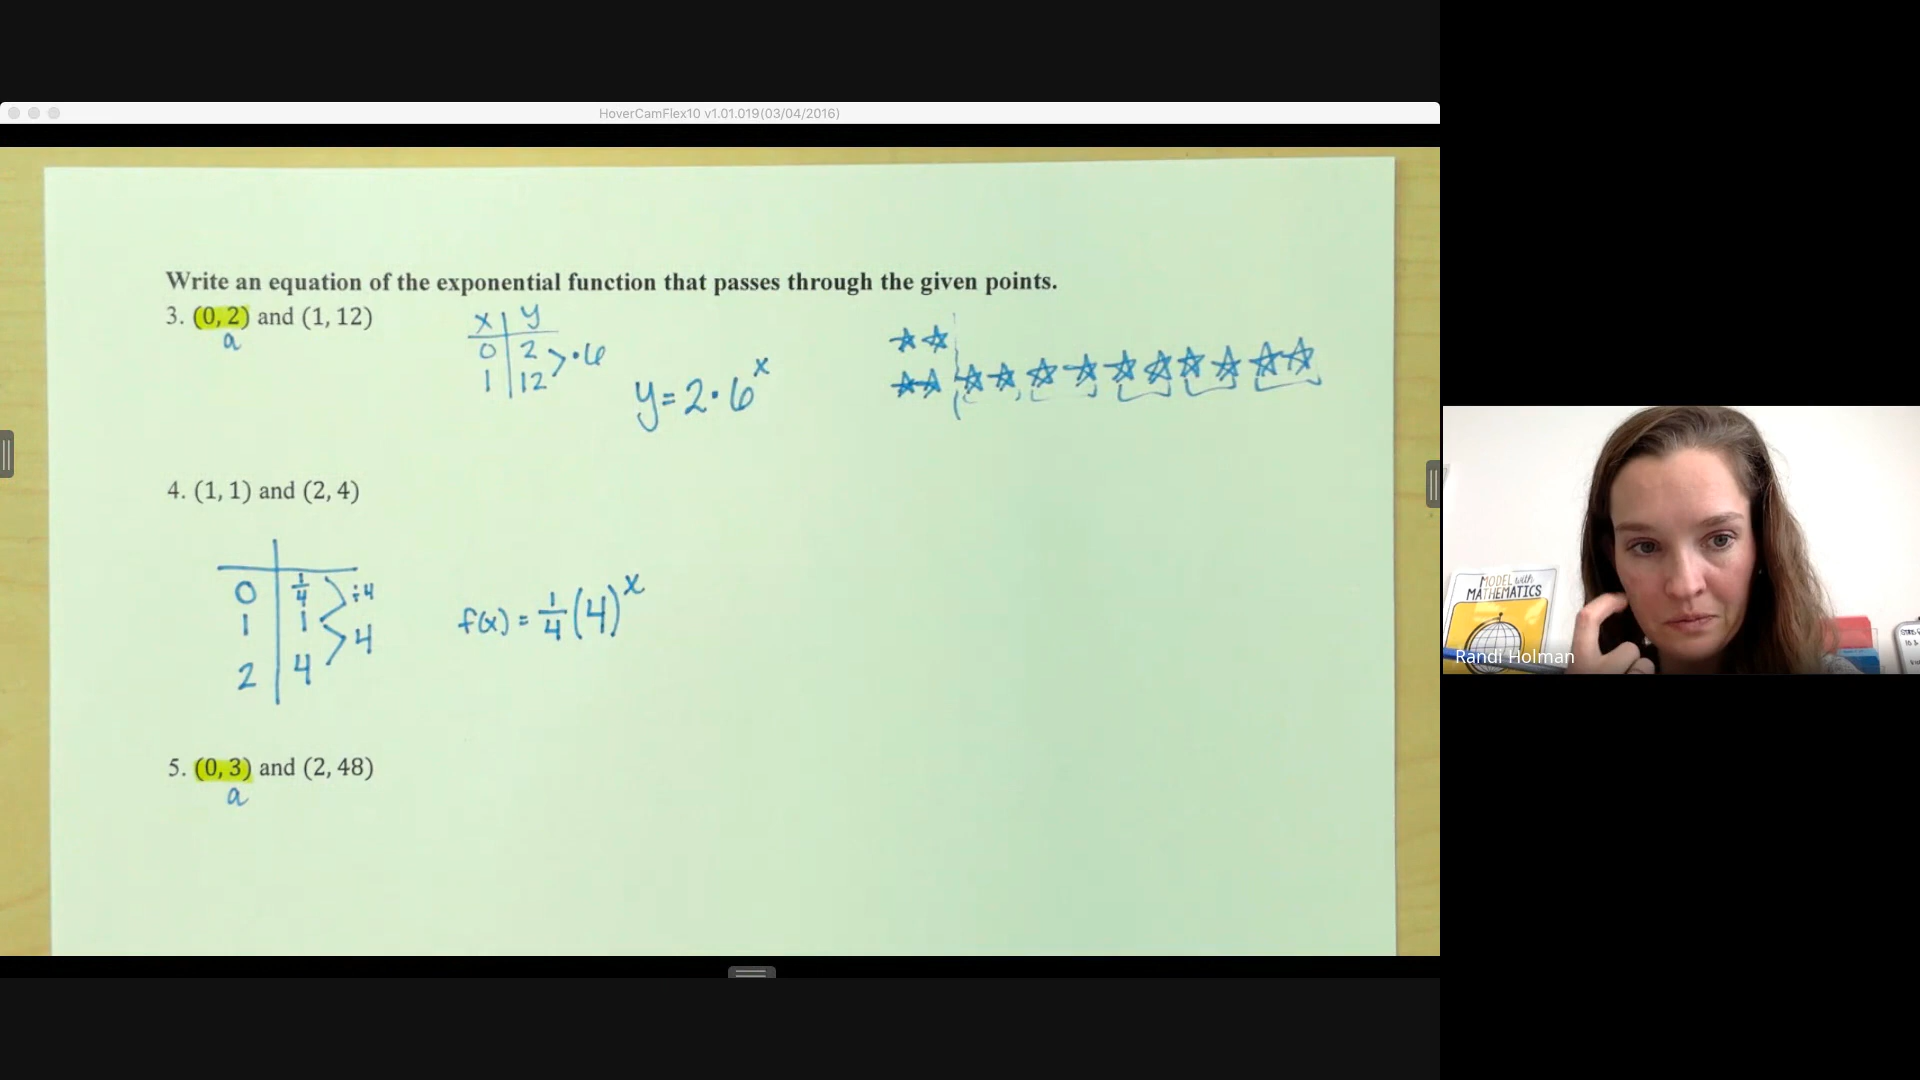 HoverCamFlex10 v1.01.019(03/04/2016)
Write an equation of the exponential function that passes through the given points.
3. (0, 2) and (1, 12)
a
x y
0 2
1 12
·6
y = 2 · 6^x
4. (1, 1) and (2, 4)
0 1/4
÷4
1 1
4
2 4
f(x) = 1/4 (4)^x
5. (0, 3) and (2, 48)
a
MODEL with
MATHEMATICS
Randi Holman